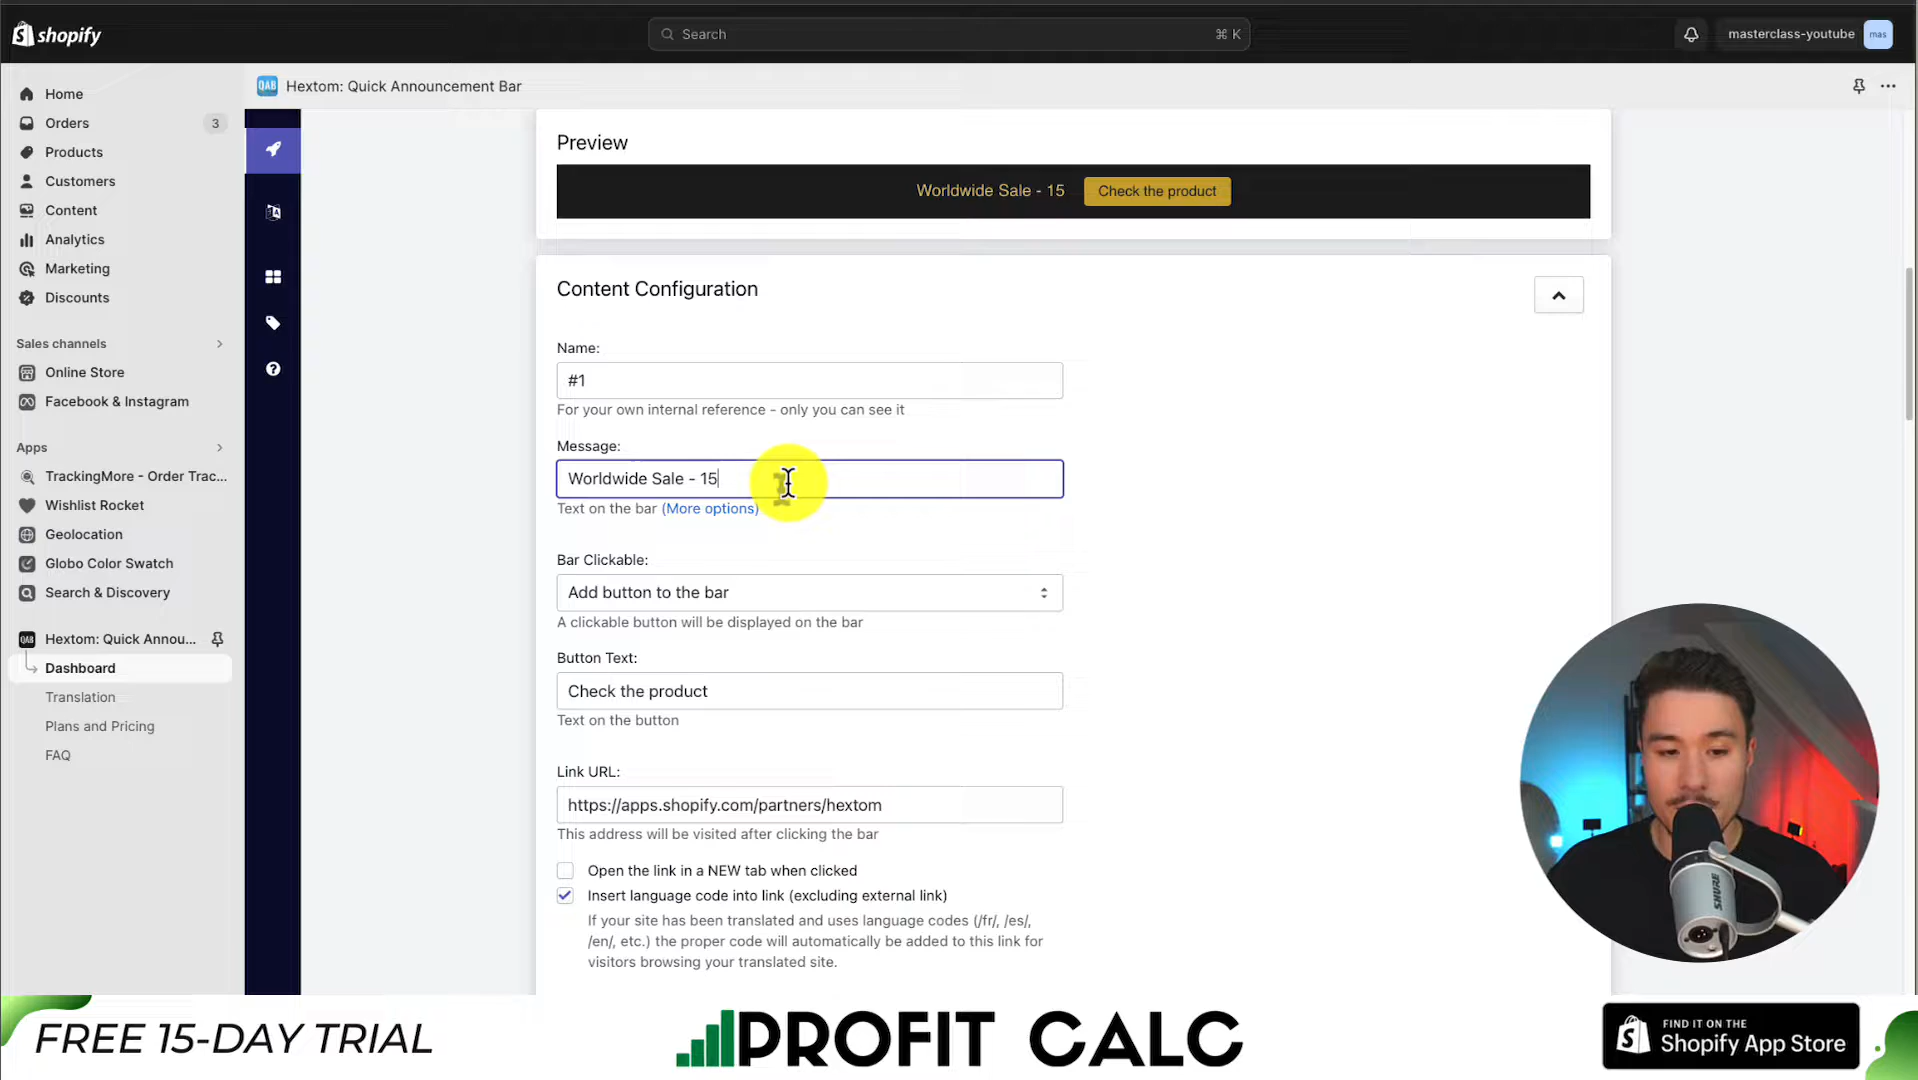 shopify
Search
⌘ K
masterclass-youtube
mas
QAB
Hextom: Quick Announcement Bar
Home
Orders
3
Products
Customers
Content
Analytics
Marketing
Discounts
Sales channels
Online Store
Facebook & Instagram
Apps
TrackingMore - Order Trac...
Wishlist Rocket
Geolocation
Globo Color Swatch
Search & Discovery
QAB
Hextom: Quick Annou...
Dashboard
Translation
Plans and Pricing
FAQ
Preview
Worldwide Sale - 15
Check the product
Content Configuration
Name:
#1
For your own internal reference - only you can see it
Message:
Worldwide Sale - 15
Text on the bar (More options)
Bar Clickable:
Add button to the bar
A clickable button will be displayed on the bar
Button Text:
Check the product
Text on the button
Link URL:
https://apps.shopify.com/partners/hextom
This address will be visited after clicking the bar
Open the link in a NEW tab when clicked
Insert language code into link (excluding external link)
If your site has been translated and uses language codes (/fr/, /es/,
/en/, etc.) the proper code will automatically be added to this link for
visitors browsing your translated site.
SHURE
FREE 15-DAY TRIAL
PROFIT CALC
FIND IT ON THE
Shopify App Store